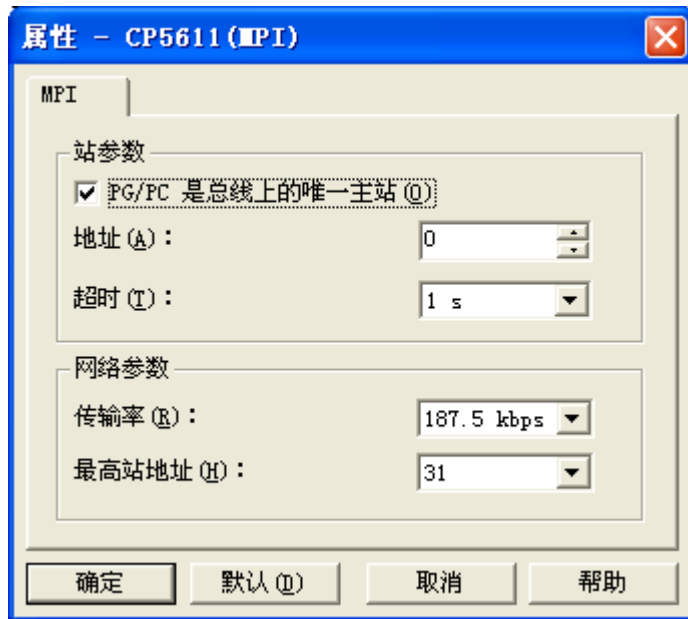 属性 - CP5611(MPI)
MPI
站参数
PG/PC 是总线上的唯一主站(O)
地址(A):
0
超时(T):
1 s
网络参数
传输率(R):
187.5 kbps
最高站地址(H):
31
确定
默认(D)
取消
帮助